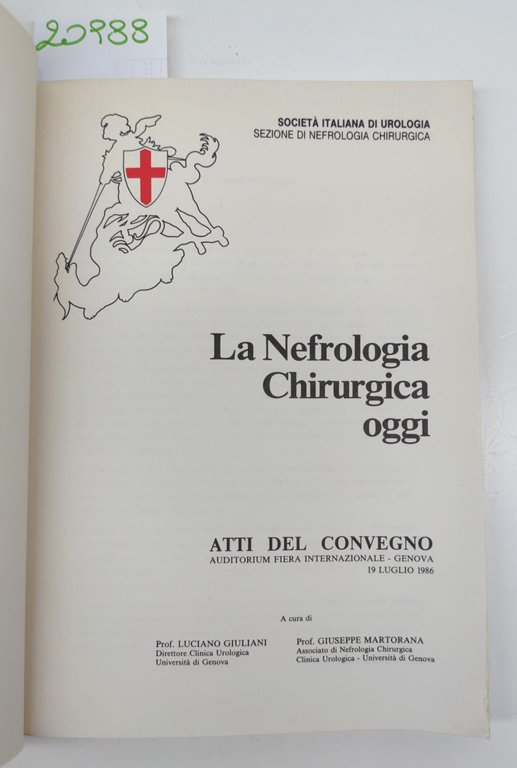 20988
SOCIETÀ ITALIANA DI UROLOGIA
SEZIONE DI NEFROLOGIA CHIRURGICA
La Nefrologia
Chirurgica
oggi
ATTI DEL CONVEGNO
AUDITORIUM FIERA INTERNAZIONALE - GENOVA
19 LUGLIO 1986
A cura di
Prof. LUCIANO GIULIANI
Direttore Clinica Urologica
Università di Genova
Prof. GIUSEPPE MARTORANA
Associato di Nefrologia Chirurgica
Clinica Urologica - Università di Genova